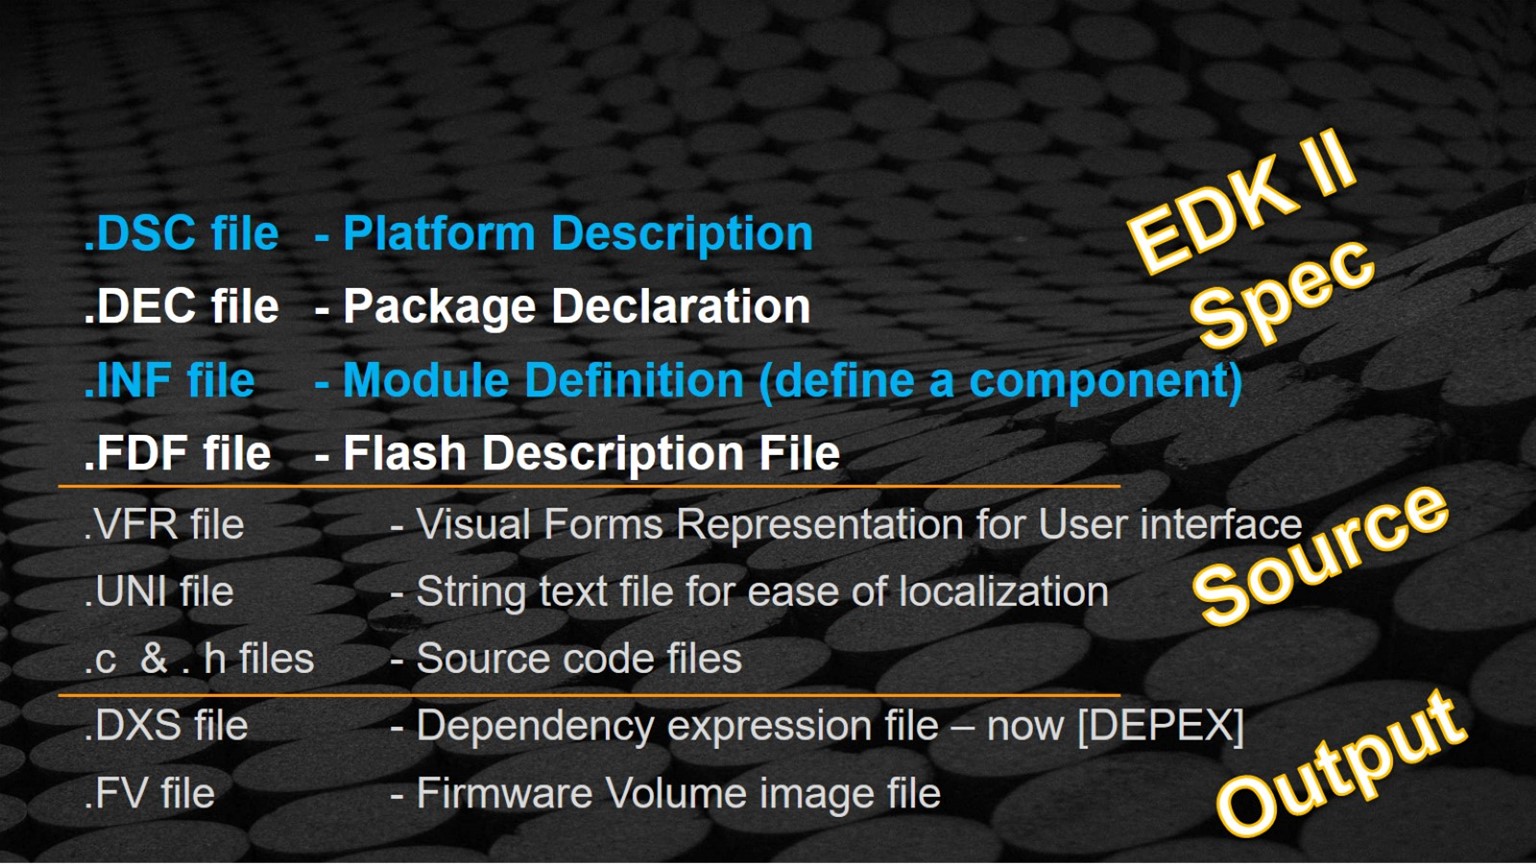 .DSC file - Platform Description
.DEC file - Package Declaration
.INF file - Module Definition (define a component)
.FDF file - Flash Description File
EDK II
Spec
.VFR file - Visual Forms Representation for User interface
.UNI file - String text file for ease of localization
.c & . h files - Source code files
Source
.DXS file - Dependency expression file – now [DEPEX]
.FV file - Firmware Volume image file
Output